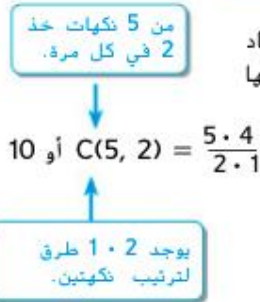 من 5 نكهات خذ
2 في كل مرة.
اد
ها
C(5, 2) = \frac{5 · 4}{2 · 1} أو 10
يوجد 2 · 1 طرق
لترتيب نكهتين.